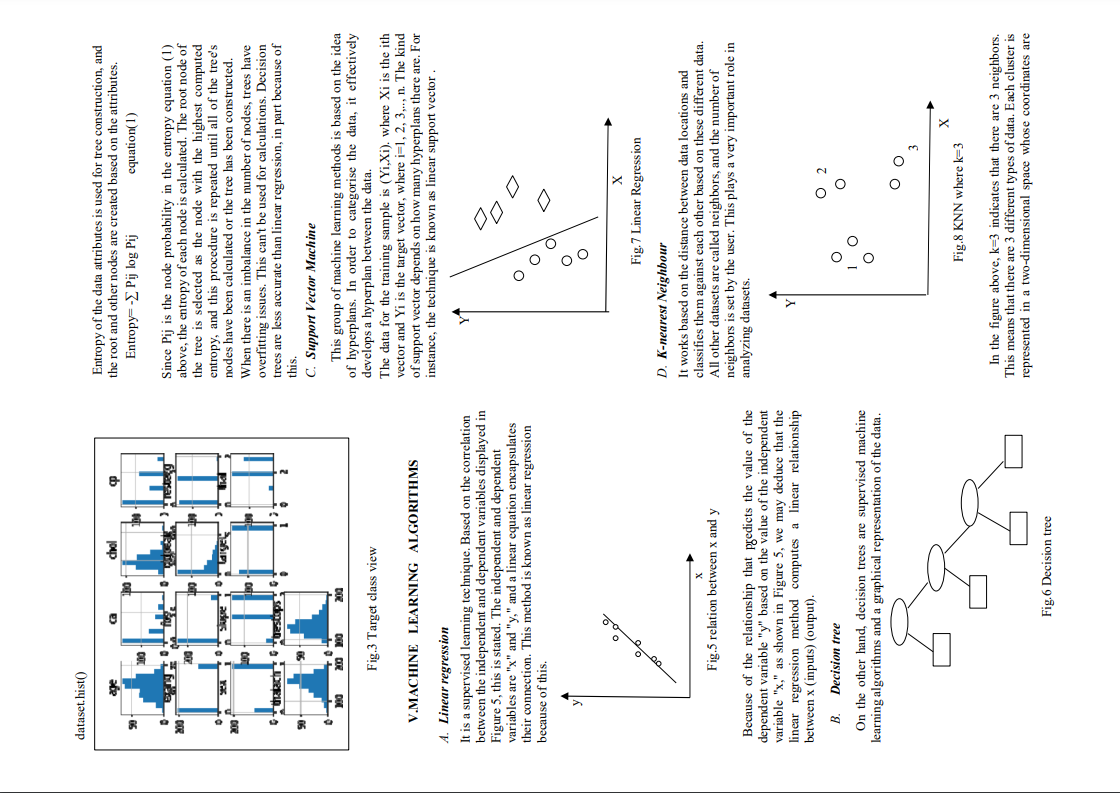 dataset.hist()
age
ca
chol
cp
sex
thalach
trestbps
Fig.3 Target class view
V.MACHINE LEARNING ALGORITHMS
A. Linear regression
It is a supervised learning technique. Based on the correlation
between the independent and dependent variables displayed in
Figure 5, this is stated. The independent and dependent
variables are "x" and "y," and a linear equation encapsulates
their connection. This method is known as linear regression
because of this.
y
x
Fig.5 relation between x and y
Because of the relationship that predicts the value of the
dependent variable "y" based on the value of the independent
variable "x," as shown in Figure 5, we may deduce that the
linear regression method computes a linear relationship
between x (inputs) (output).
B. Decision tree
On the other hand, decision trees are supervised machine
learning algorithms and a graphical representation of the data.
Fig.6 Decision tree
Entropy of the data attributes is used for tree construction, and
the root and other nodes are created based on the attributes.
Entropy= -∑ Pij log Pij equation(1)
Since Pij is the node probability in the entropy equation (1)
above, the entropy of each node is calculated. The root node of
the tree is selected as the node with the highest computed
entropy, and this procedure is repeated until all of the tree's
nodes have been calculated or the tree has been constructed.
When there is an imbalance in the number of nodes, trees have
overfitting issues. This can't be used for calculations. Decision
trees are less accurate than linear regression, in part because of
this.
C. Support Vector Machine
This group of machine learning methods is based on the idea
of hyperplans. In order to categorise the data, it effectively
develops a hyperplan between the data.
The data for the training sample is (Yi,Xi). where Xi is the ith
vector and Yi is the target vector, where i=1, 2, 3,.., n. The kind
of support vector depends on how many hyperplans there are. For
instance, the technique is known as linear support vector .
Y
X
Fig.7 Linear Regression
D. K-nearest Neighbour
It works based on the distance between data locations and
classifies them against each other based on these different data.
All other datasets are called neighbors, and the number of
neighbors is set by the user. This plays a very important role in
analyzing datasets.
Y
1
2
3
X
Fig.8 KNN where k=3
In the figure above, k=3 indicates that there are 3 neighbors.
This means that there are 3 different types of data. Each cluster is
represented in a two-dimensional space whose coordinates are